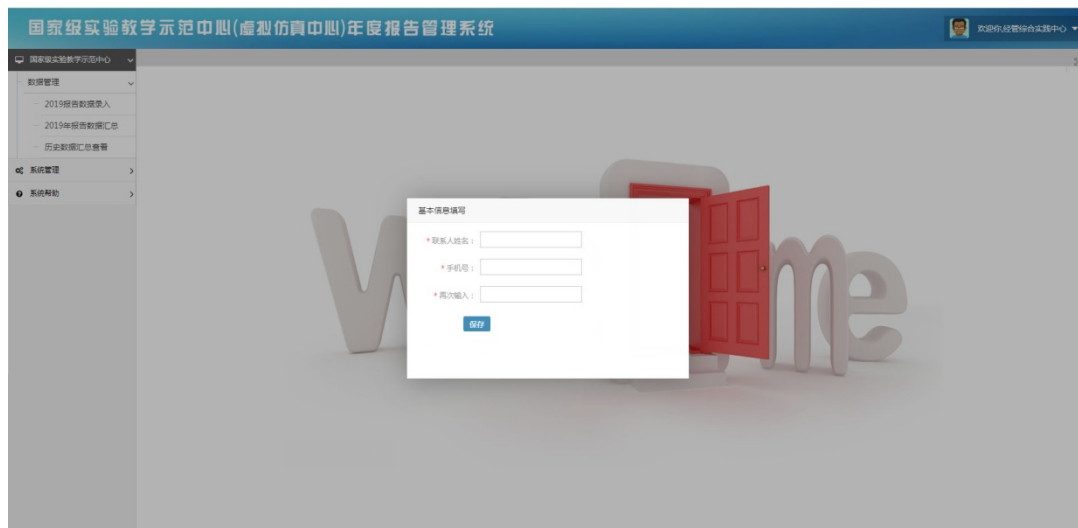 国家级实验教学示范中心(虚拟仿真中心)年度报告管理系统
欢迎你,经管综合实践中心
国家级实验教学示范中心
数据管理
2019报告数据录入
2019年报告数据汇总
历史数据汇总查看
系统管理
系统帮助
基本信息填写
*联系人姓名:
*手机号:
*再次输入:
保存
W
me